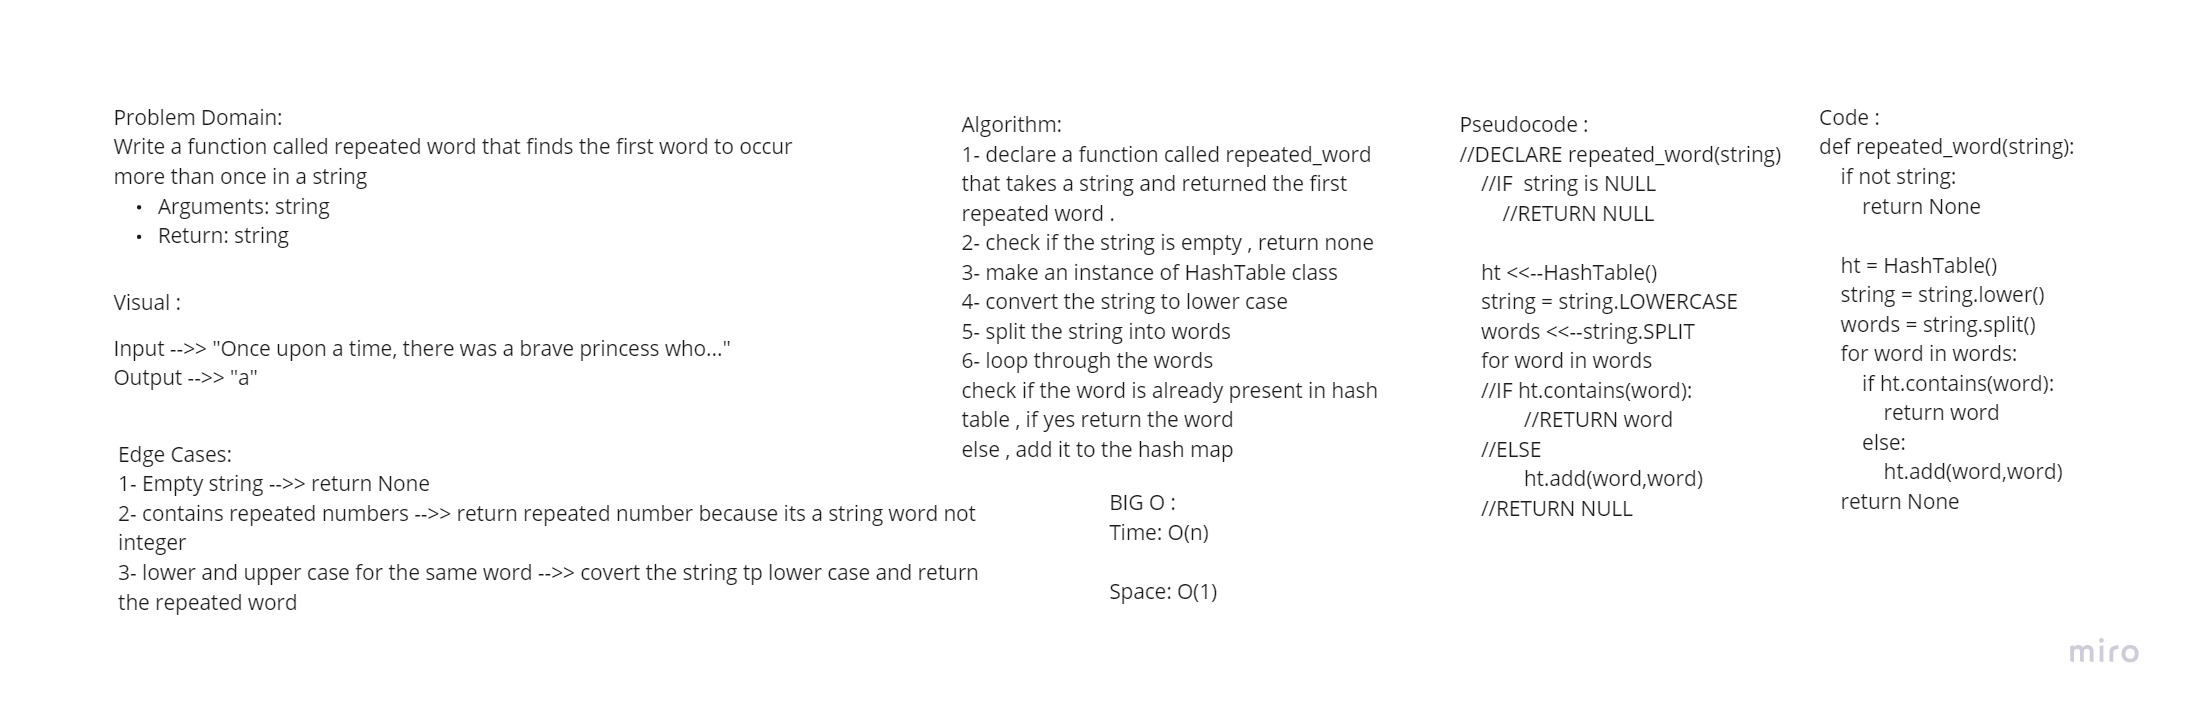 Problem Domain:
Write a function called repeated word that finds the first word to occur
more than once in a string
• Arguments: string
• Return: string
Visual :
Input -->> "Once upon a time, there was a brave princess who..."
Output -->> "a"
Edge Cases:
1- Empty string -->> return None
2- contains repeated numbers -->> return repeated number because its a string word not
integer
3- lower and upper case for the same word -->> covert the string tp lower case and return
the repeated word
Algorithm:
1- declare a function called repeated_word
that takes a string and returned the first
repeated word .
2- check if the string is empty , return none
3- make an instance of HashTable class
4- convert the string to lower case
5- split the string into words
6- loop through the words
check if the word is already present in hash
table , if yes return the word
else , add it to the hash map
BIG O :
Time: O(n)
Space: O(1)
Pseudocode :
//DECLARE repeated_word(string)
//IF  string is NULL
//RETURN NULL
ht <<--HashTable()
string = string.LOWERCASE
words <<--string.SPLIT
for word in words
//IF ht.contains(word):
//RETURN word
//ELSE
ht.add(word,word)
//RETURN NULL
Code :
def repeated_word(string):
if not string:
return None
ht = HashTable()
string = string.lower()
words = string.split()
for word in words:
if ht.contains(word):
return word
else:
ht.add(word,word)
return None
miro